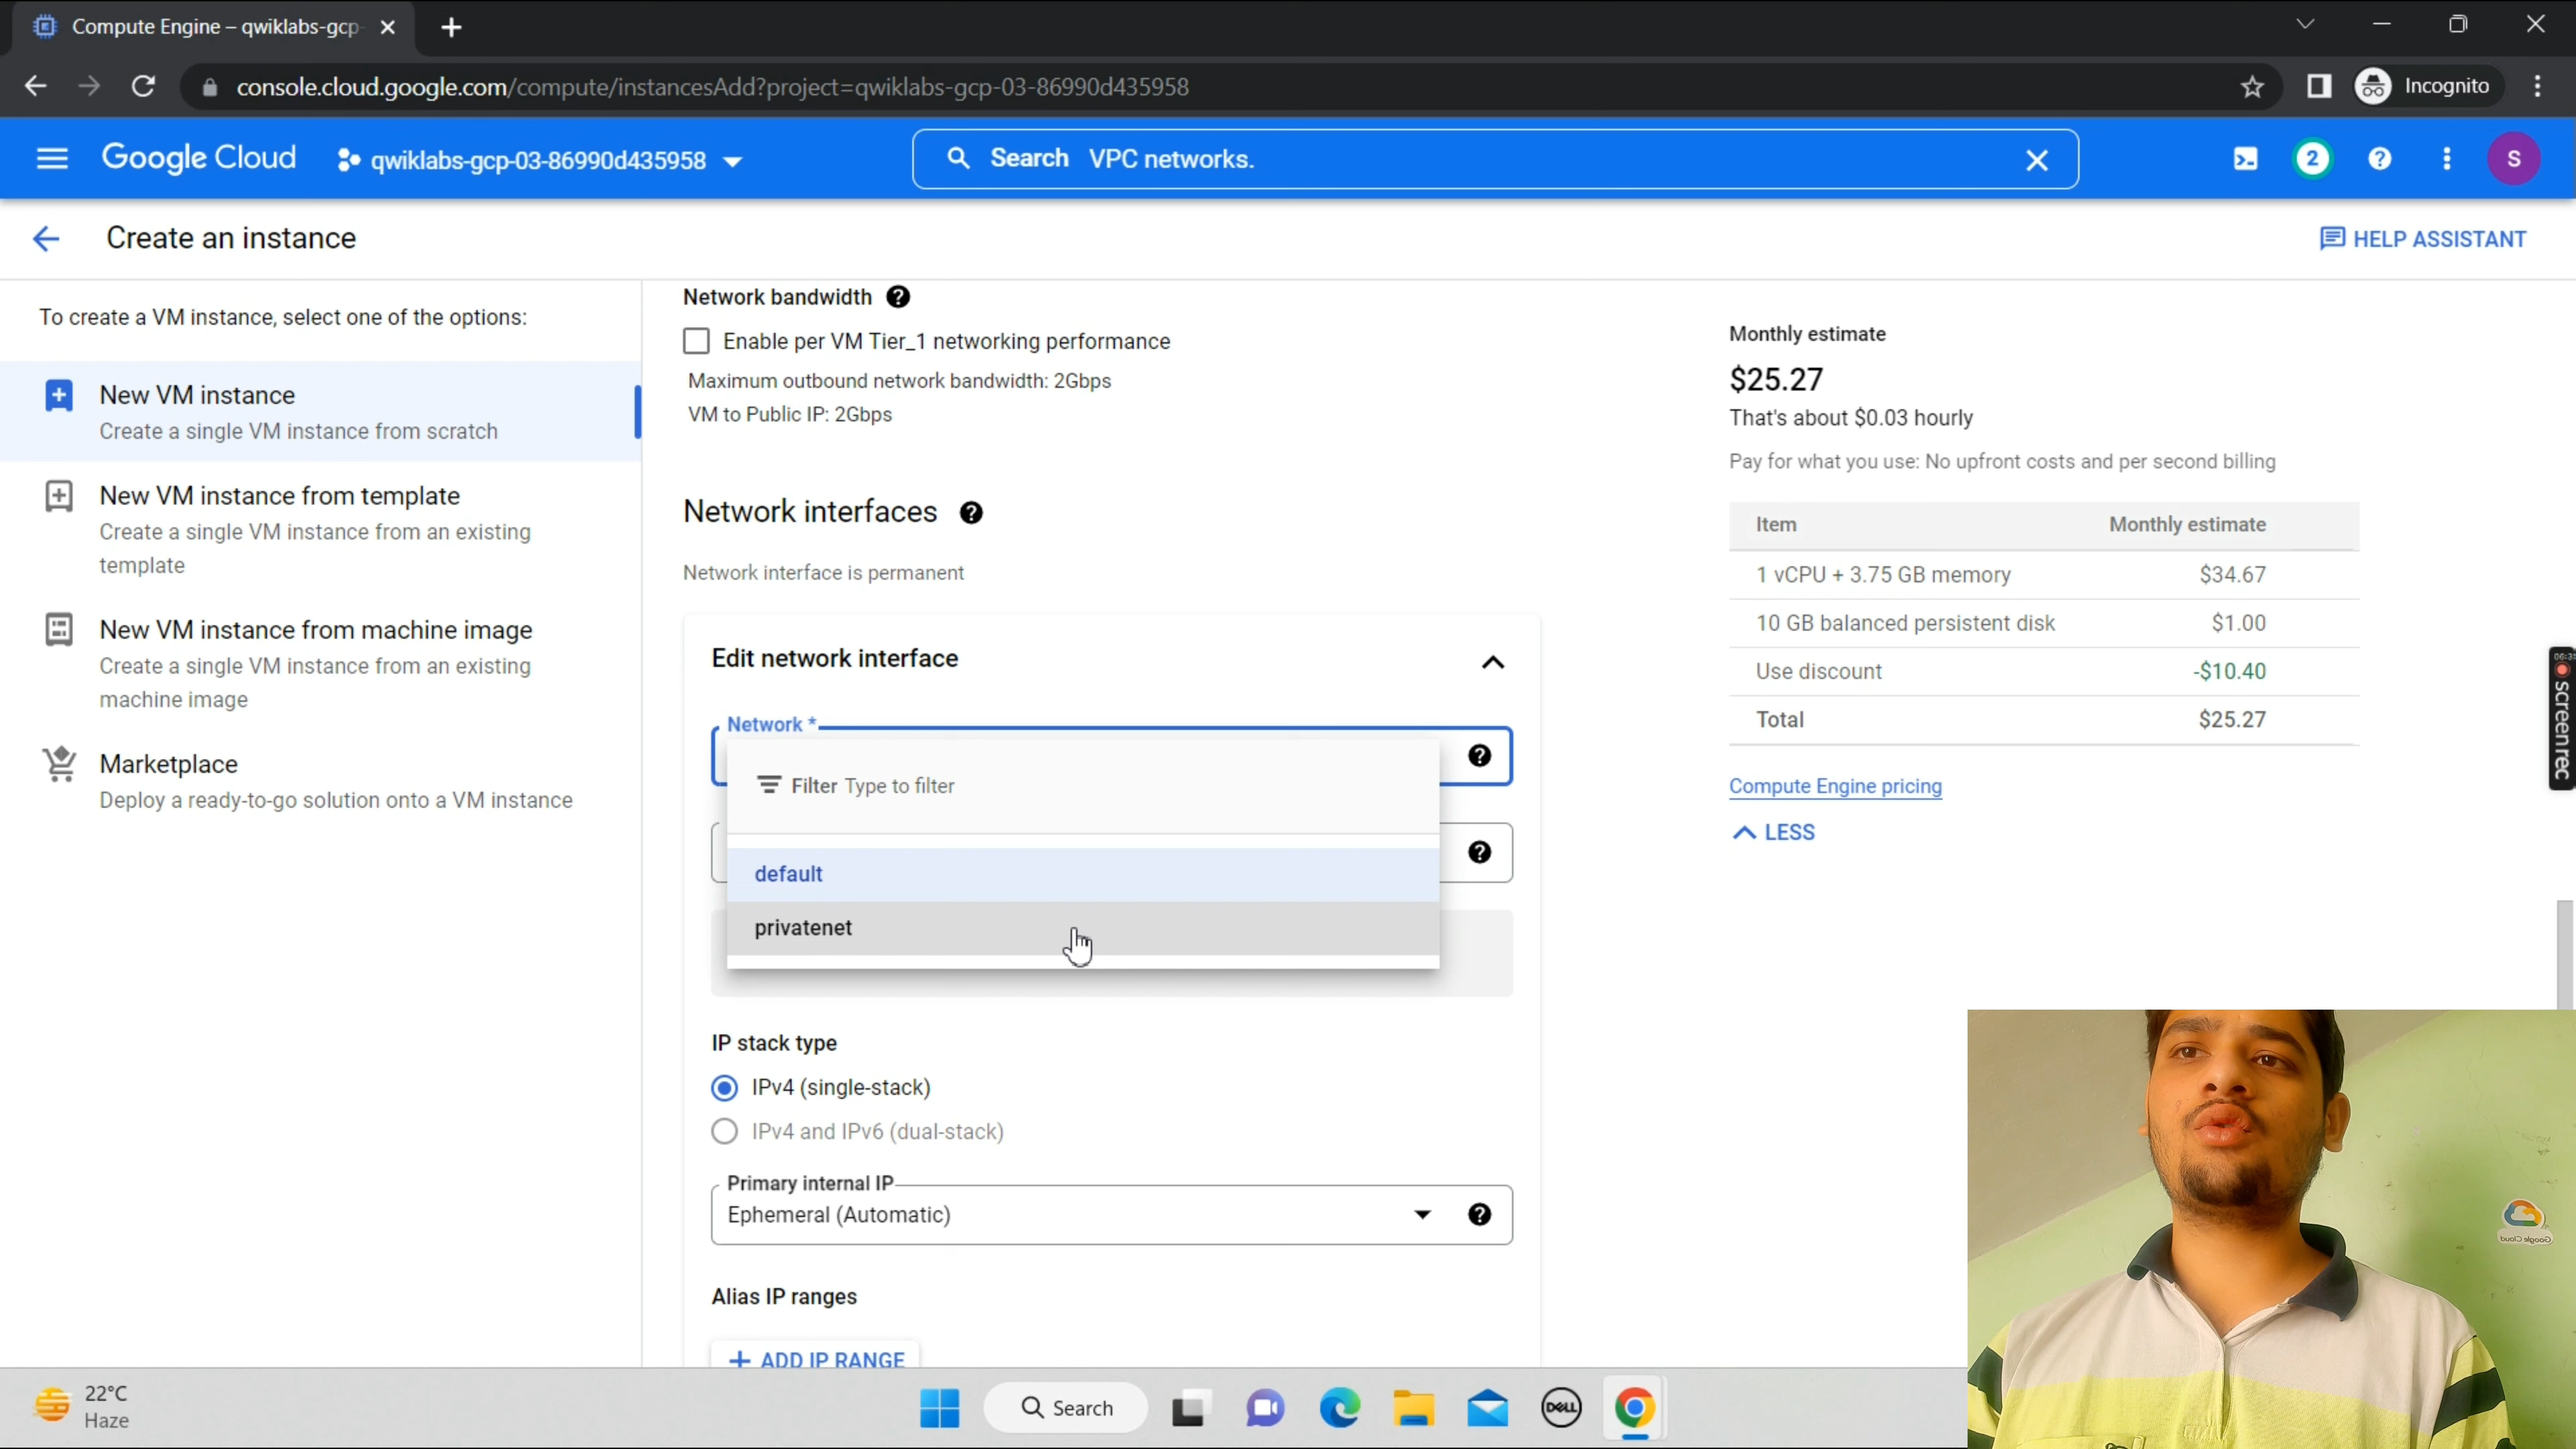 Compute Engine – qwiklabs-gcp-
console.cloud.google.com/compute/instancesAdd?project=qwiklabs-gcp-03-86990d435958
Incognito
Google Cloud
qwiklabs-gcp-03-86990d435958
Search VPC networks.
2
S
Create an instance
HELP ASSISTANT
To create a VM instance, select one of the options:
New VM instance
Create a single VM instance from scratch
New VM instance from template
Create a single VM instance from an existing
template
New VM instance from machine image
Create a single VM instance from an existing
machine image
Marketplace
Deploy a ready-to-go solution onto a VM instance
Network bandwidth
Enable per VM Tier_1 networking performance
Maximum outbound network bandwidth: 2Gbps
VM to Public IP: 2Gbps
Network interfaces
Network interface is permanent
Edit network interface
Network *
Filter Type to filter
default
privatenet
IP stack type
IPv4 (single-stack)
IPv4 and IPv6 (dual-stack)
Primary internal IP
Ephemeral (Automatic)
Alias IP ranges
+ ADD IP RANGE
Monthly estimate
$25.27
That's about $0.03 hourly
Pay for what you use: No upfront costs and per second billing
Item Monthly estimate
1 vCPU + 3.75 GB memory $34.67
10 GB balanced persistent disk $1.00
Use discount -$10.40
Total $25.27
Compute Engine pricing
LESS
screenrec
Google Cloud
22°C
Haze
Search
DELL